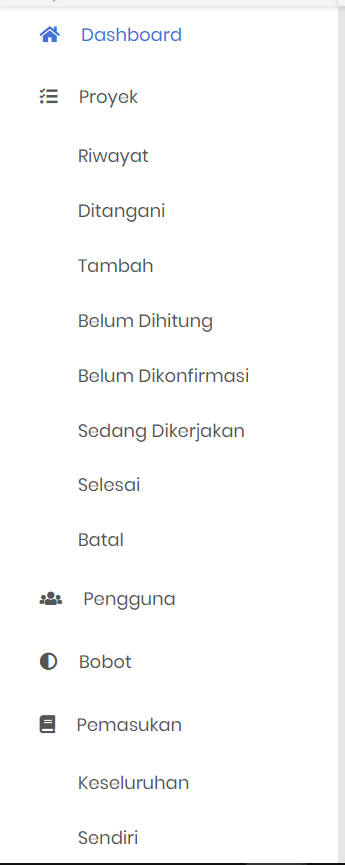 Dashboard
Proyek
Riwayat
Ditangani
Tambah
Belum Dihitung
Belum Dikonfirmasi
Sedang Dikerjakan
Selesai
Batal
Pengguna
Bobot
Pemasukan
Keseluruhan
Sendiri